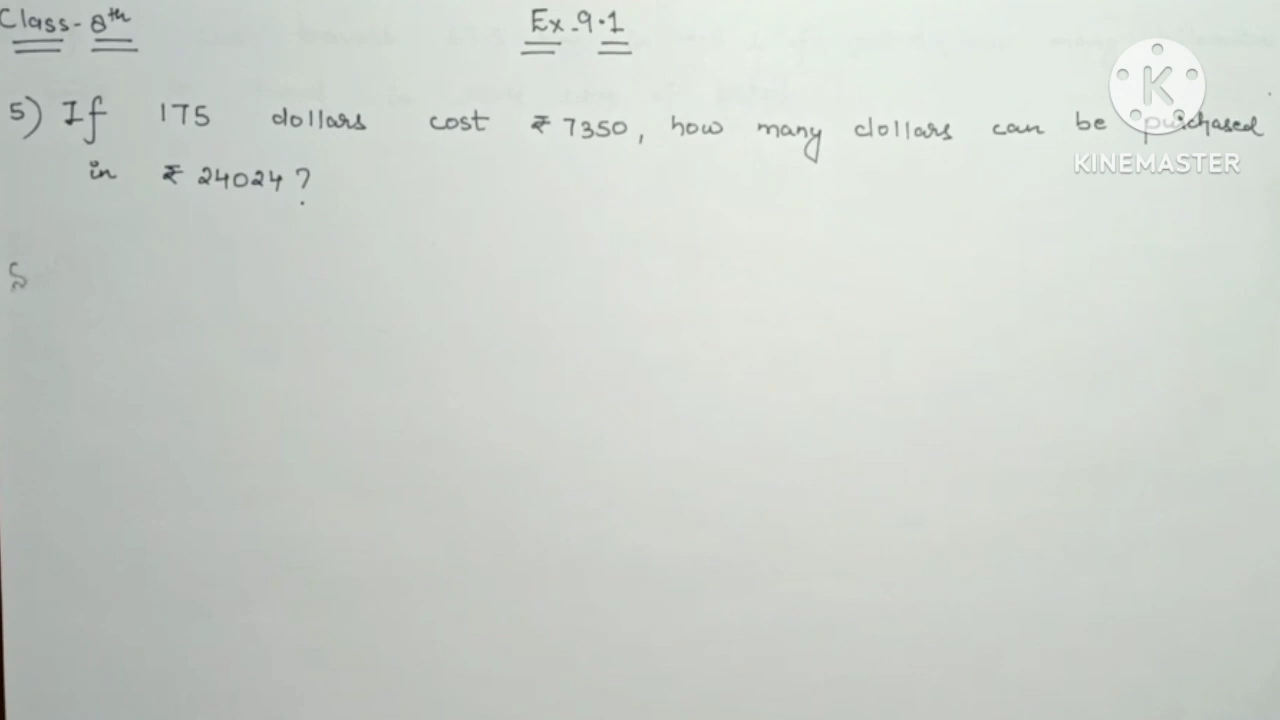 Class - 8th
Ex - 9.1
5) If 175 dollars cost ₹ 7350, how many dollars can be purchased
in ₹ 24024 ?
K
KINEMASTER
S